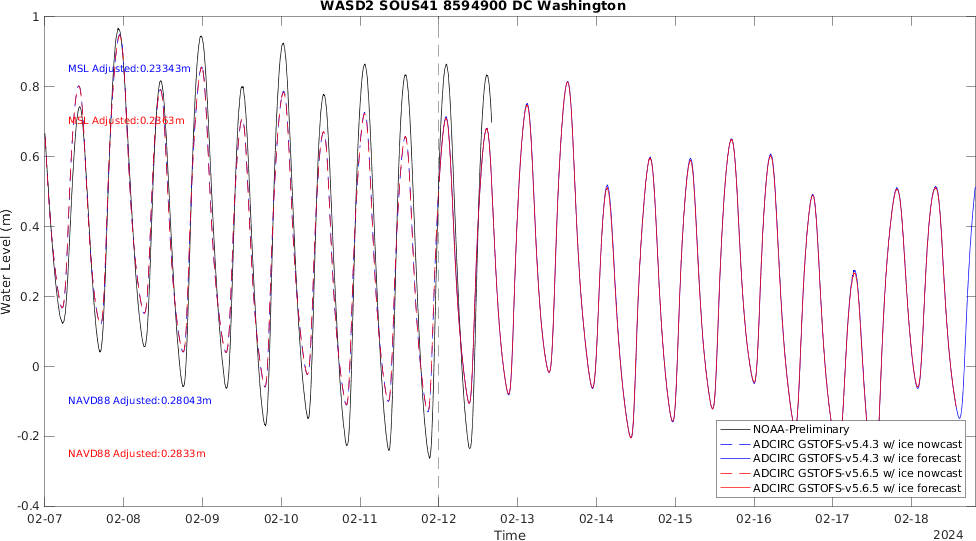 WASD2 SOUS41 8594900 DC Washington
1
0.8
0.6
0.4
0.2
0
-0.2
-0.4
Water Level (m)
MSL Adjusted:0.23343m
MSL Adjusted:0.2363m
NAVD88 Adjusted:0.28043m
NAVD88 Adjusted:0.2833m
NOAA-Preliminary
ADCIRC GSTOFS-v5.4.3 w/ ice nowcast
ADCIRC GSTOFS-v5.4.3 w/ ice forecast
ADCIRC GSTOFS-v5.6.5 w/ ice nowcast
ADCIRC GSTOFS-v5.6.5 w/ ice forecast
02-07 02-08 02-09 02-10 02-11 02-12 02-13 02-14 02-15 02-16 02-17 02-18
Time
2024